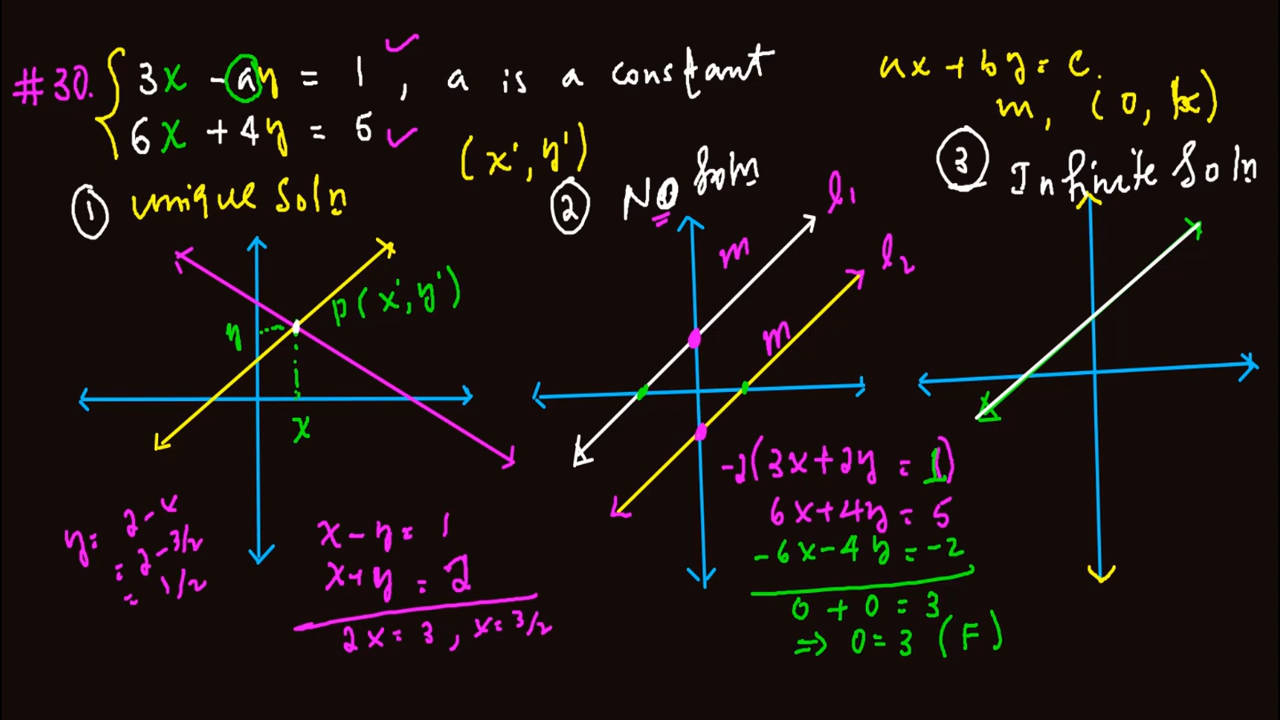 #30. 3x - ay = 1, a is a constant
6x + 4y = 5
ax + by = c.
m, (0, k)
(x', y')
① unique soln
② NO soln
③ Infinite soln
P(x', y')
y
x
l1
l2
m
m
y = 2 - x
= 2 - 3/2
= 1/2
x - y = 1
x + y = 2
2x = 3, x = 3/2
-2(3x + 2y = 1)
6x + 4y = 5
-6x - 4y = -2
0 + 0 = 3
⇒ 0 = 3 (F)